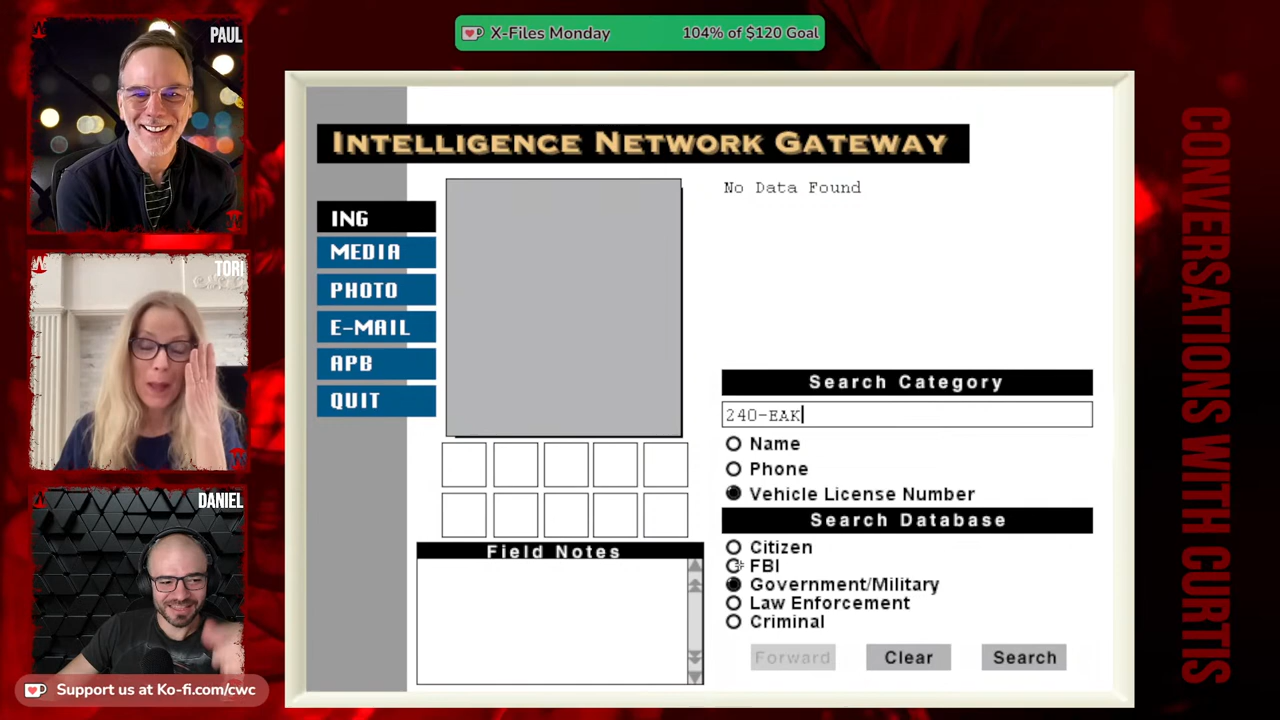 PAUL
X-Files Monday
104% of $120 Goal
INTELLIGENCE NETWORK GATEWAY
No Data Found
ING
MEDIA
PHOTO
E-MAIL
APB
QUIT
TORI
Search Category
240-EAK
Name
Phone
Vehicle License Number
Search Database
Citizen
FBI
Government/Military
Law Enforcement
Criminal
Forward
Clear
Search
Field Notes
DANIEL
Support us at Ko-fi.com/cwc
CONVERSATIONS WITH CURTIS